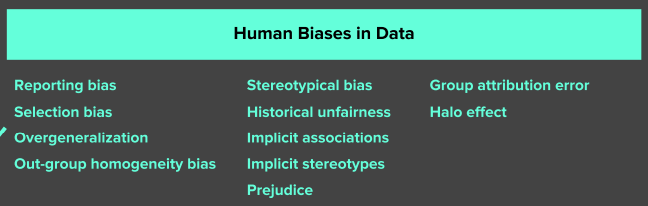 Human Biases in Data
Reporting bias
Selection bias
Overgeneralization
Out-group homogeneity bias
Stereotypical bias
Historical unfairness
Implicit associations
Implicit stereotypes
Prejudice
Group attribution error
Halo effect